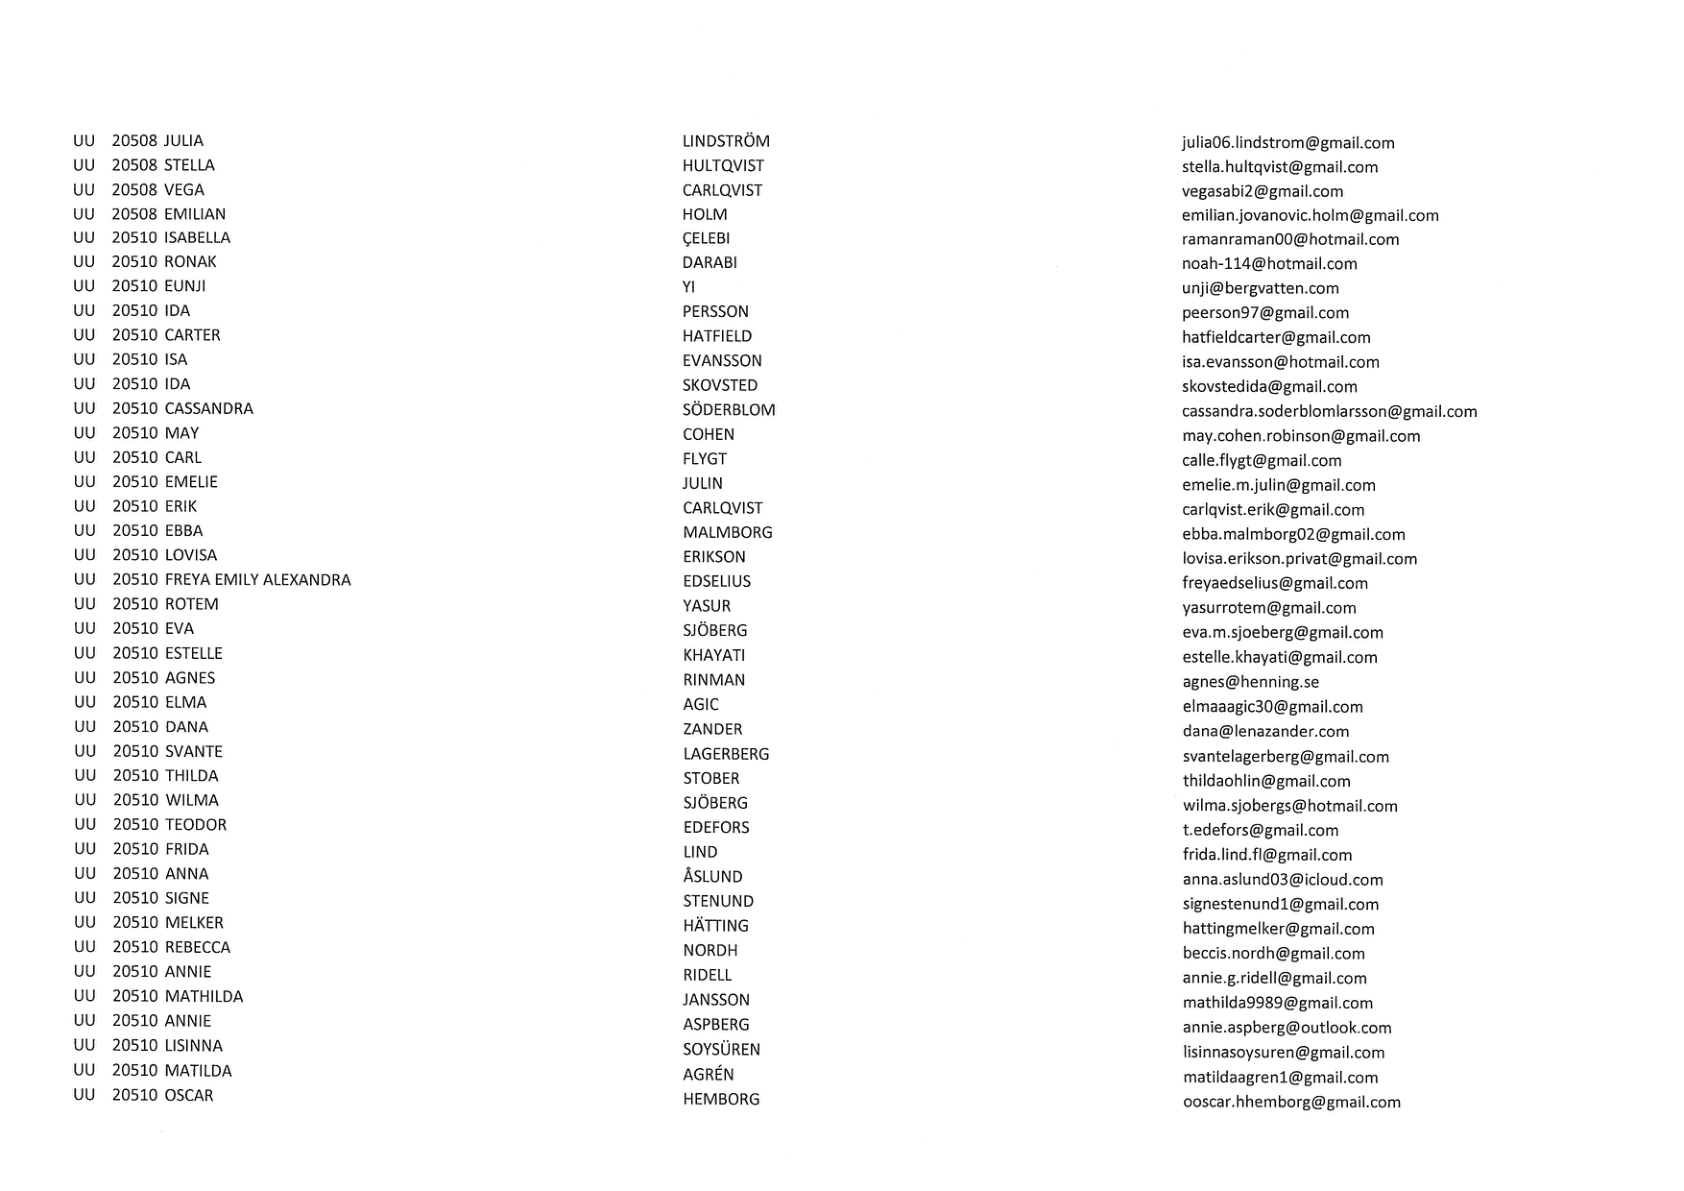 UU 20508 JULIA LINDSTRÖM julia06.lindstrom@gmail.com
UU 20508 STELLA HULTQVIST stella.hultqvist@gmail.com
UU 20508 VEGA CARLQVIST vegasabi2@gmail.com
UU 20508 EMILIAN HOLM emilian.jovanovic.holm@gmail.com
UU 20510 ISABELLA ÇELEBI ramanraman00@hotmail.com
UU 20510 RONAK DARABI noah-114@hotmail.com
UU 20510 EUNJI YI unji@bergvatten.com
UU 20510 IDA PERSSON peerson97@gmail.com
UU 20510 CARTER HATFIELD hatfieldcarter@gmail.com
UU 20510 ISA EVANSSON isa.evansson@hotmail.com
UU 20510 IDA SKOVSTED skovstedida@gmail.com
UU 20510 CASSANDRA SÖDERBLOM cassandra.soderblomlarsson@gmail.com
UU 20510 MAY COHEN may.cohen.robinson@gmail.com
UU 20510 CARL FLYGT calle.flygt@gmail.com
UU 20510 EMELIE JULIN emelie.m.julin@gmail.com
UU 20510 ERIK CARLQVIST carlqvist.erik@gmail.com
UU 20510 EBBA MALMBORG ebba.malmborg02@gmail.com
UU 20510 LOVISA ERIKSON lovisa.erikson.privat@gmail.com
UU 20510 FREYA EMILY ALEXANDRA EDSELIUS freyaedselius@gmail.com
UU 20510 ROTEM YASUR yasurrotem@gmail.com
UU 20510 EVA SJÖBERG eva.m.sjoeberg@gmail.com
UU 20510 ESTELLE KHAYATI estelle.khayati@gmail.com
UU 20510 AGNES RINMAN agnes@henning.se
UU 20510 ELMA AGIC elmaaagic30@gmail.com
UU 20510 DANA ZANDER dana@lenazander.com
UU 20510 SVANTE LAGERBERG svantelagerberg@gmail.com
UU 20510 THILDA STOBER thildaohlin@gmail.com
UU 20510 WILMA SJÖBERG wilma.sjobergs@hotmail.com
UU 20510 TEODOR EDEFORS t.edefors@gmail.com
UU 20510 FRIDA LIND frida.lind.fl@gmail.com
UU 20510 ANNA ÅSLUND anna.aslund03@icloud.com
UU 20510 SIGNE STENUND signestenund1@gmail.com
UU 20510 MELKER HÄTTING hattingmelker@gmail.com
UU 20510 REBECCA NORDH beccis.nordh@gmail.com
UU 20510 ANNIE RIDELL annie.g.ridell@gmail.com
UU 20510 MATHILDA JANSSON mathilda9989@gmail.com
UU 20510 ANNIE ASPBERG annie.aspberg@outlook.com
UU 20510 LISINNA SOYSÜREN lisinnasoysuren@gmail.com
UU 20510 MATILDA AGRÉN matildaagren1@gmail.com
UU 20510 OSCAR HEMBORG ooscar.hhemborg@gmail.com